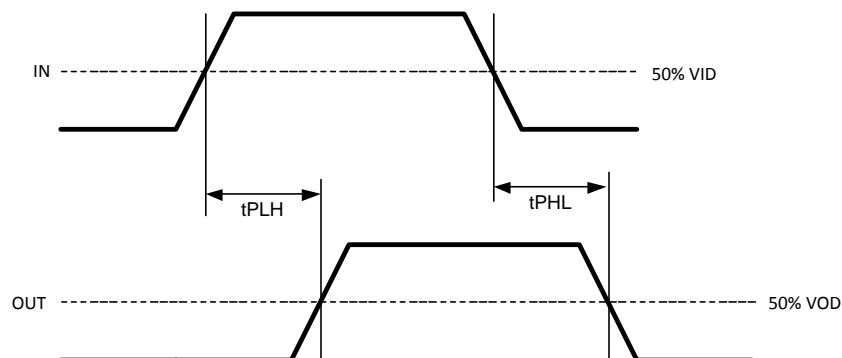 IN
50% VID
tPLH
tPHL
OUT
50% VOD